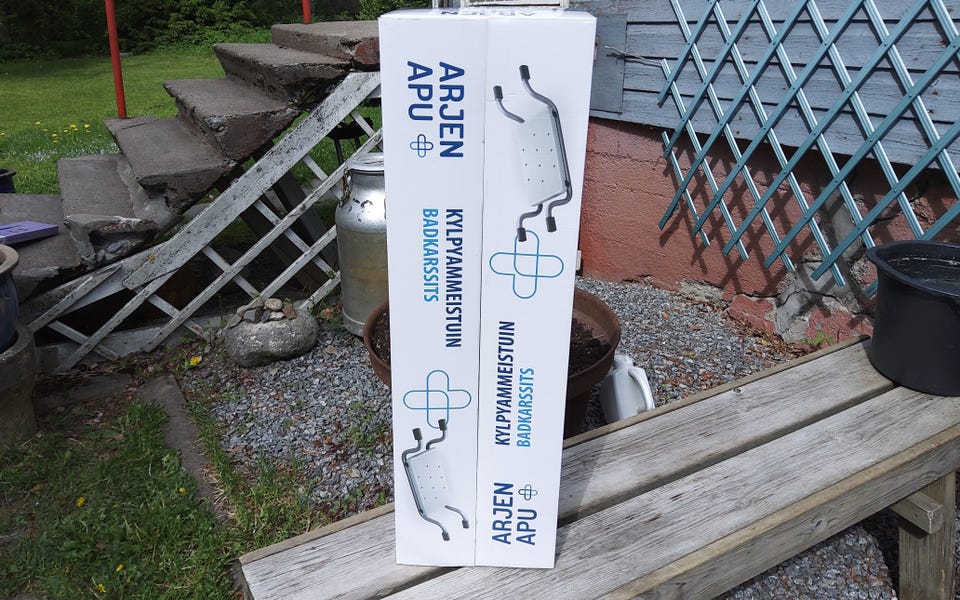 ARJEN
APU
KYLPYAMMEISTUIN
BADKARSSITS
KYLPYAMMEISTUIN
BADKARSSITS
ARJEN
APU